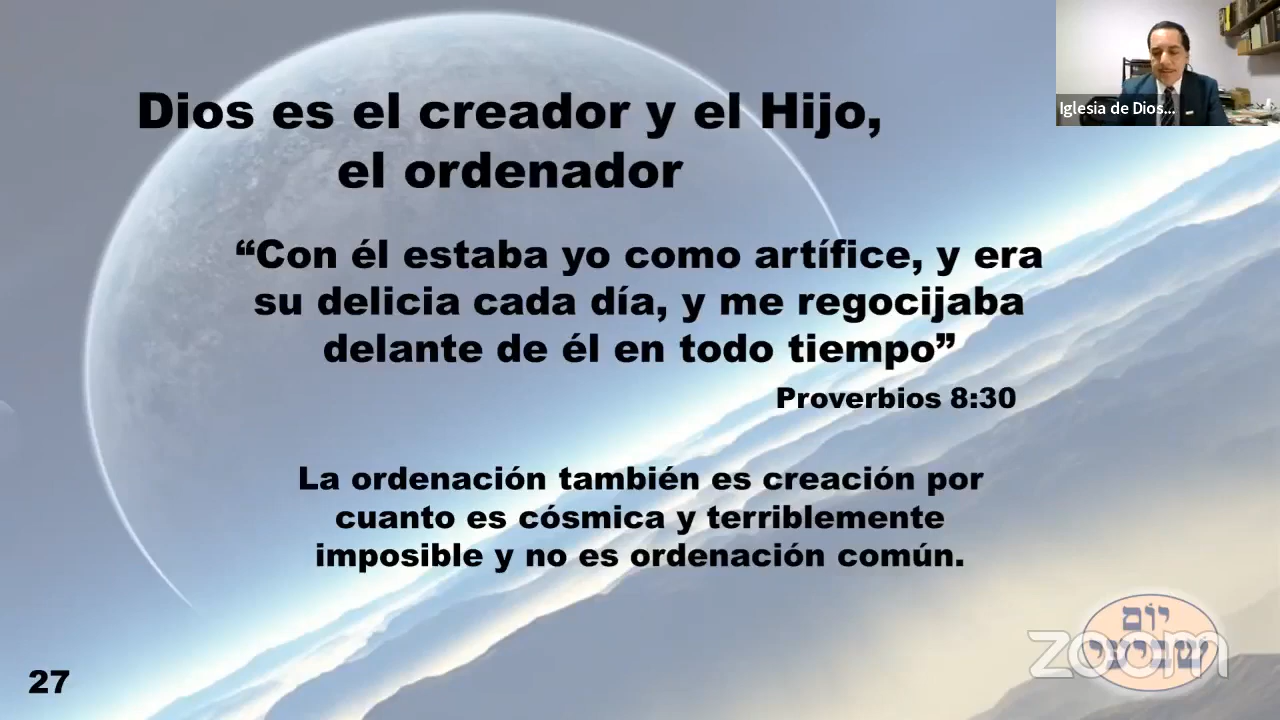 Dios es el creador y el Hijo,
el ordenador
“Con él estaba yo como artífice, y era
su delicia cada día, y me regocijaba
delante de él en todo tiempo”
Proverbios 8:30
La ordenación también es creación por
cuanto es cósmica y terriblemente
imposible y no es ordenación común.
27
Iglesia de Dios...
יוֹם
שביעי
zoom